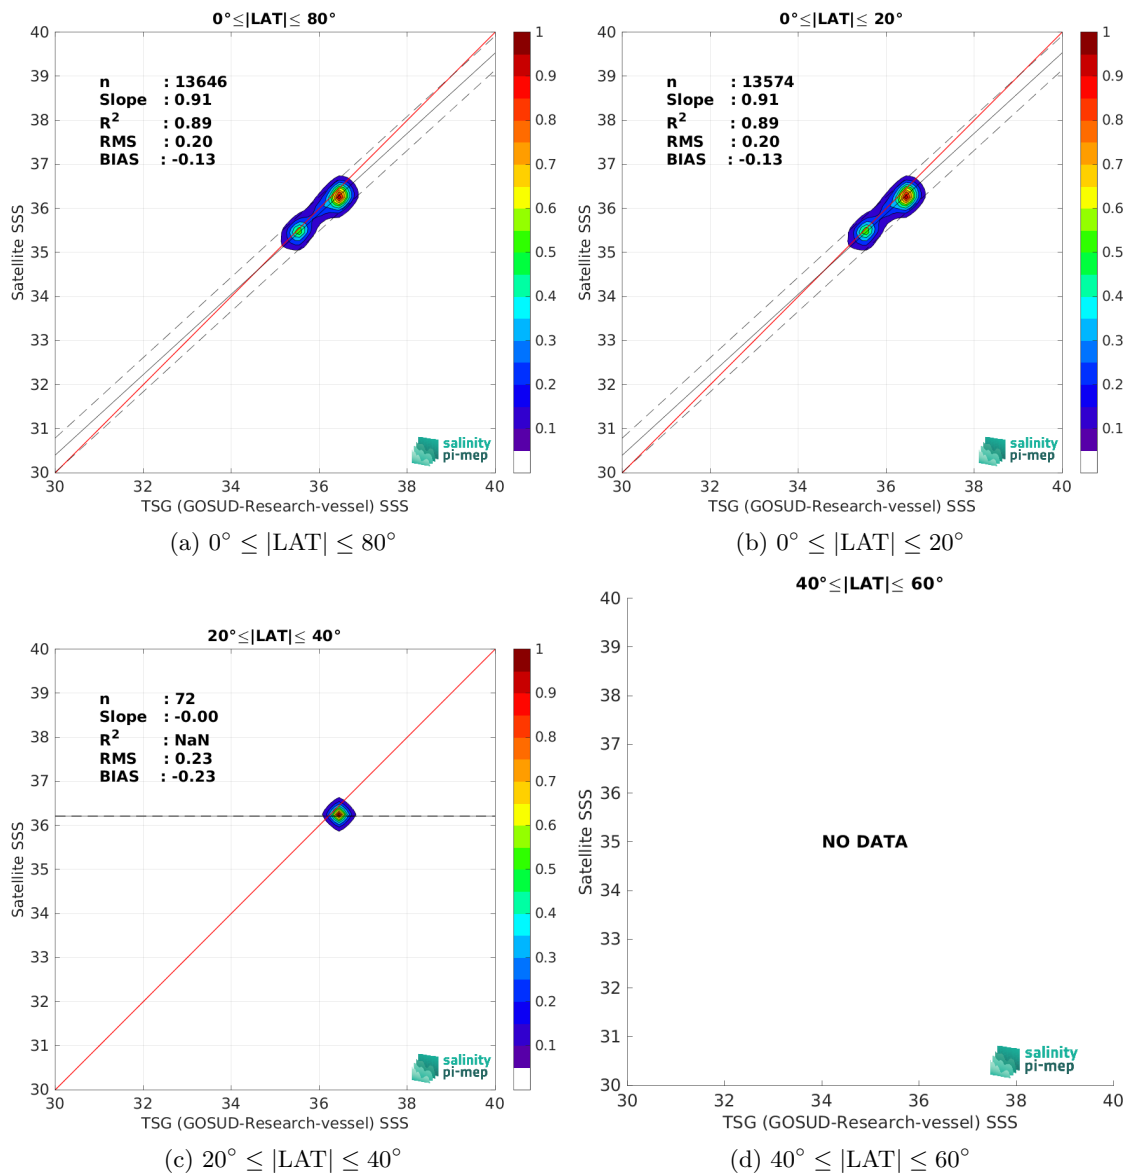 0°≤|LAT|≤ 80°
40
39
38
37
36
35
34
33
32
31
30
Satellite SSS
n : 13646
Slope : 0.91
R² : 0.89
RMS : 0.20
BIAS : -0.13
1
0.9
0.8
0.7
0.6
0.5
0.4
0.3
0.2
0.1
salinity
pi-mep
30 32 34 36 38 40
TSG (GOSUD-Research-vessel) SSS
(a) 0° ≤ |LAT| ≤ 80°
0°≤|LAT|≤ 20°
40
39
38
37
36
35
34
33
32
31
30
Satellite SSS
n : 13574
Slope : 0.91
R² : 0.89
RMS : 0.20
BIAS : -0.13
1
0.9
0.8
0.7
0.6
0.5
0.4
0.3
0.2
0.1
salinity
pi-mep
30 32 34 36 38 40
TSG (GOSUD-Research-vessel) SSS
(b) 0° ≤ |LAT| ≤ 20°
20°≤|LAT|≤ 40°
40
39
38
37
36
35
34
33
32
31
30
Satellite SSS
n : 72
Slope : -0.00
R² : NaN
RMS : 0.23
BIAS : -0.23
1
0.9
0.8
0.7
0.6
0.5
0.4
0.3
0.2
0.1
salinity
pi-mep
30 32 34 36 38 40
TSG (GOSUD-Research-vessel) SSS
(c) 20° ≤ |LAT| ≤ 40°
40°≤|LAT|≤ 60°
40
39
38
37
36
35
34
33
32
31
30
Satellite SSS
NO DATA
salinity
pi-mep
30 32 34 36 38 40
TSG (GOSUD-Research-vessel) SSS
(d) 40° ≤ |LAT| ≤ 60°